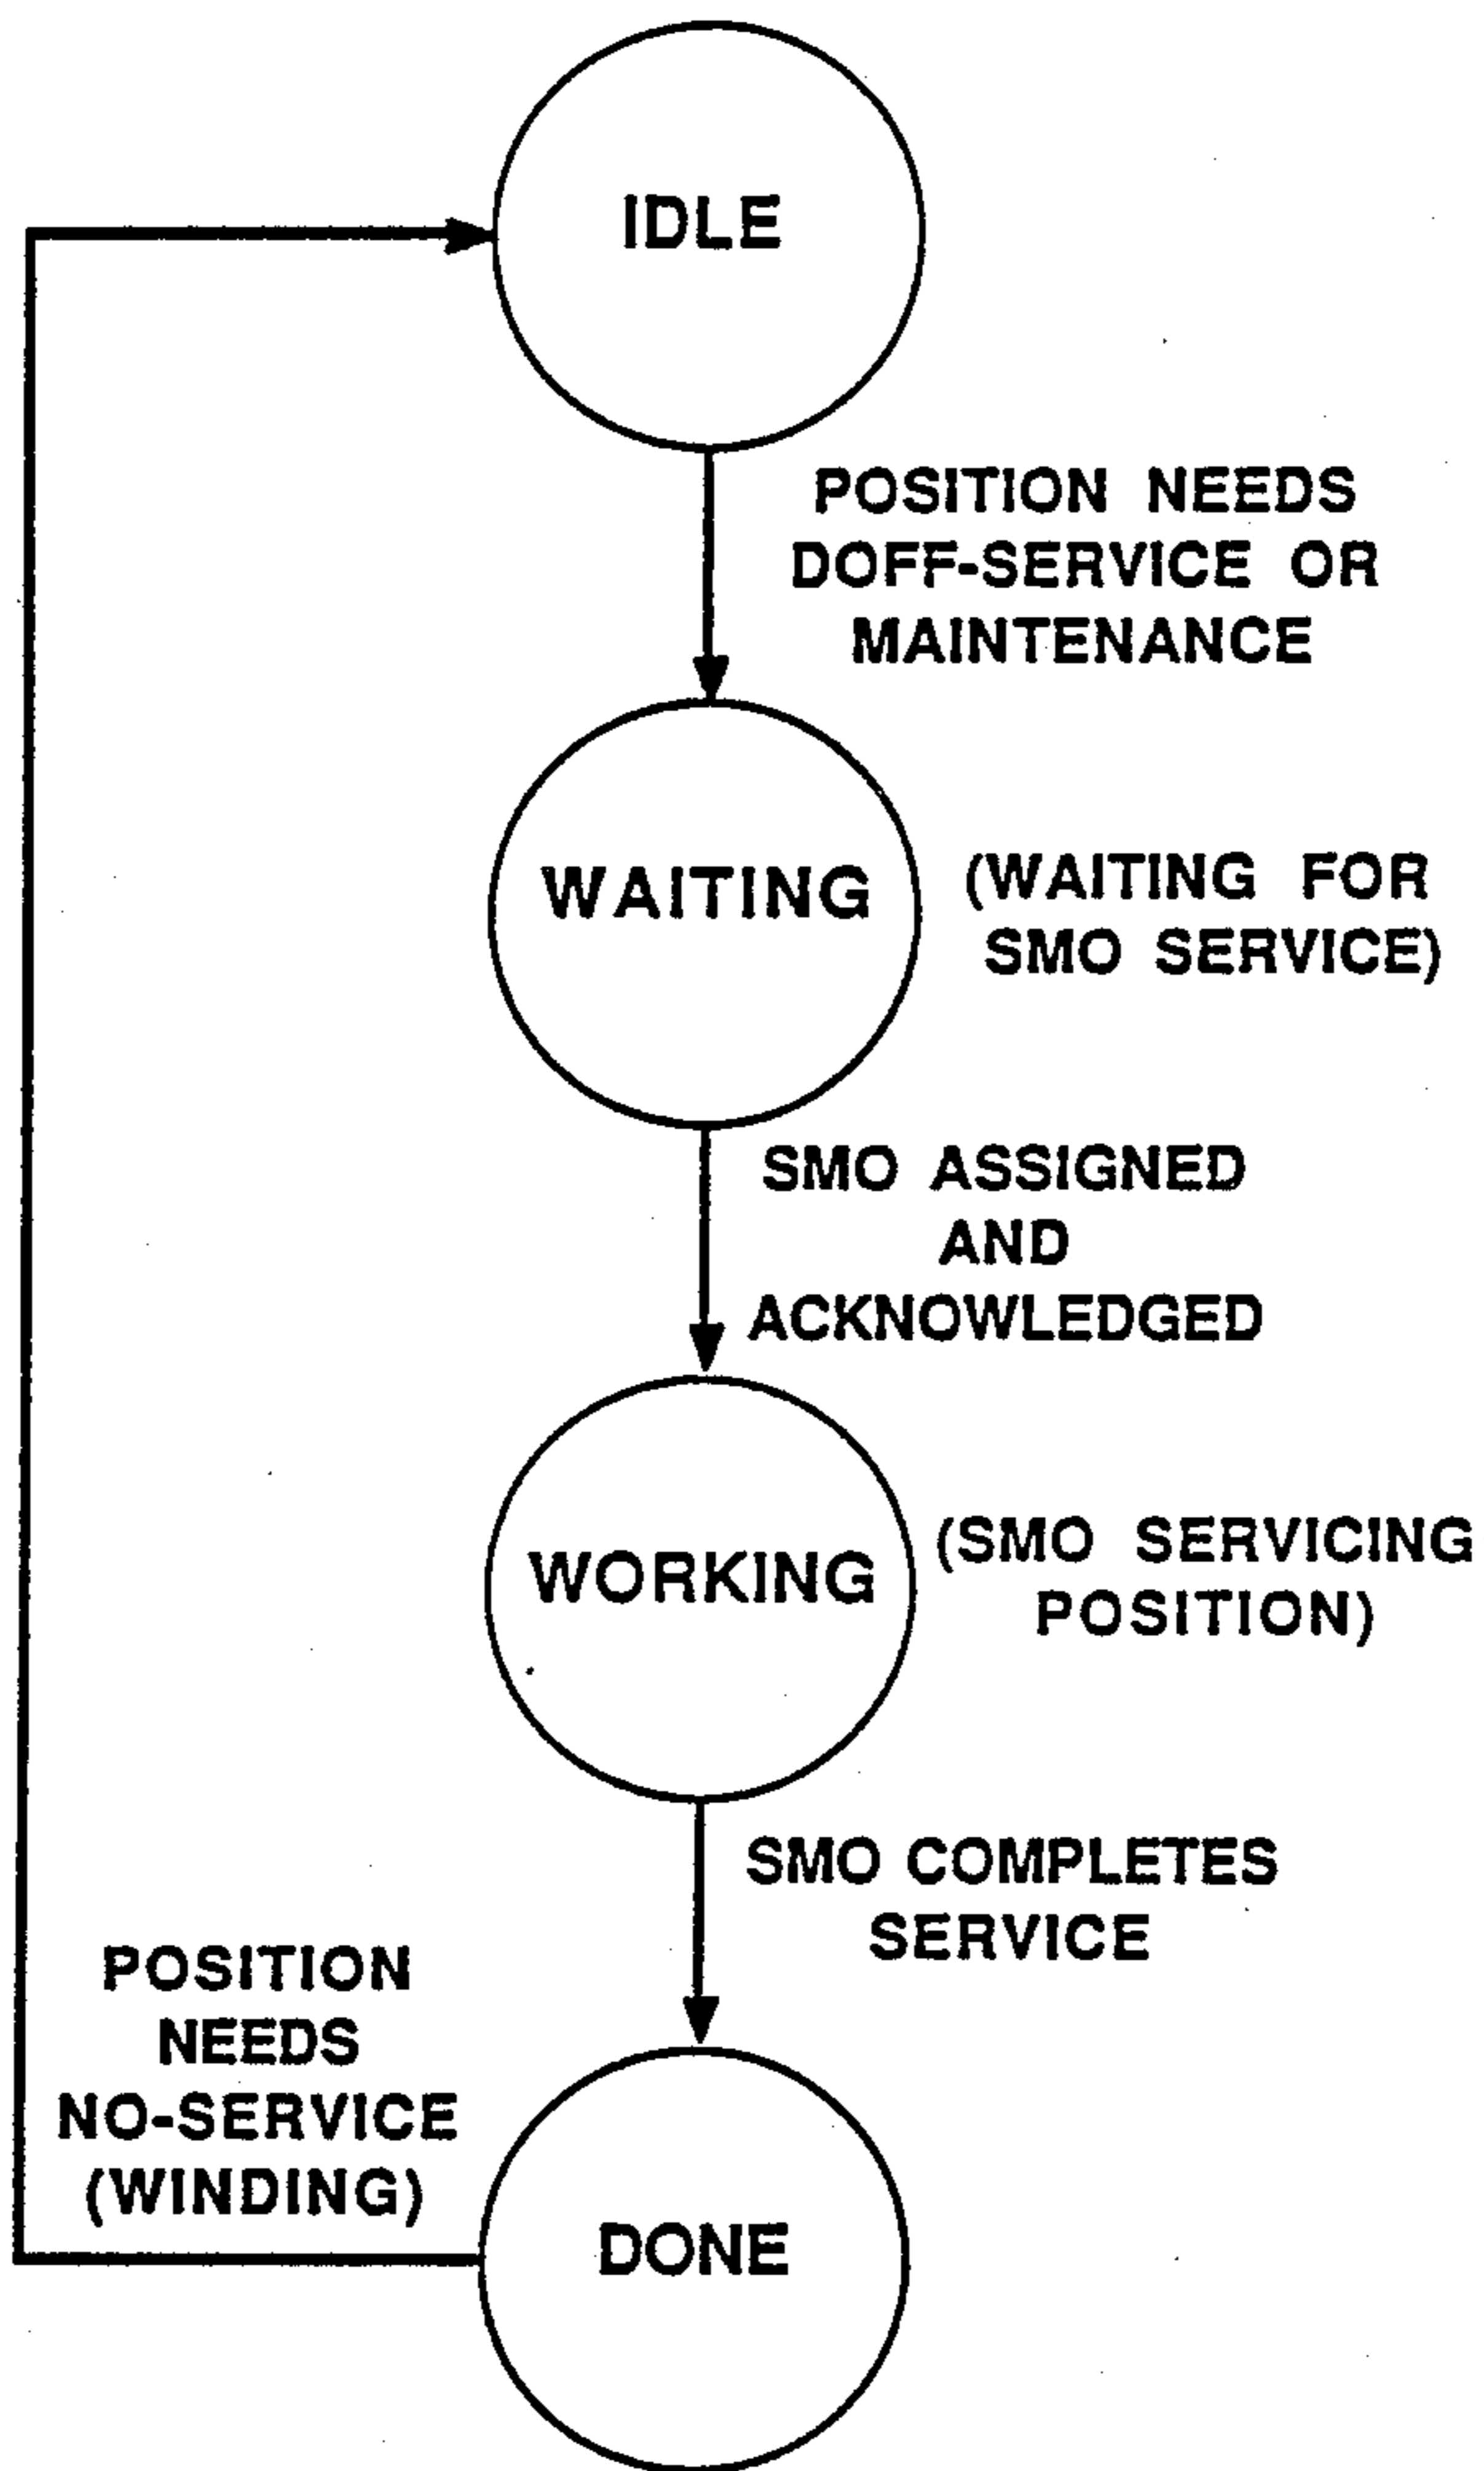 IDLE
POSITION NEEDS
DOFF-SERVICE OR
MAINTENANCE
WAITING
(WAITING FOR
SMO SERVICE)
SMO ASSIGNED
AND
ACKNOWLEDGED
WORKING
(SMO SERVICING
POSITION)
SMO COMPLETES
SERVICE
POSITION
NEEDS
NO-SERVICE
(WINDING)
DONE